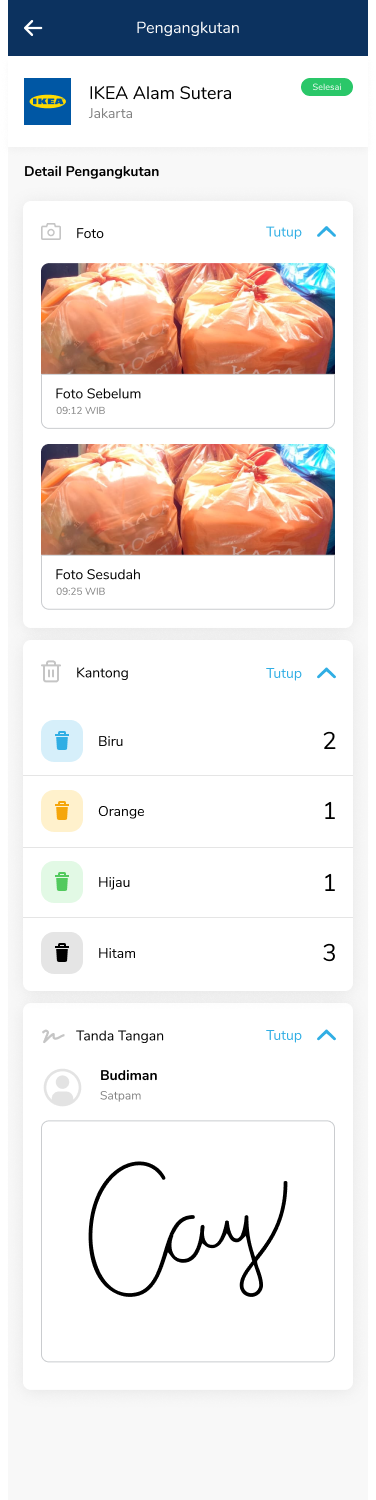 Pengangkutan
IKEA
IKEA Alam Sutera
Selesai
Jakarta
Detail Pengangkutan
Foto
Tutup
Foto Sebelum
09:12 WIB
Foto Sesudah
09:25 WIB
Kantong
Tutup
Biru
2
Orange
1
Hijau
1
Hitam
3
Tanda Tangan
Tutup
Budiman
Satpam
Cay